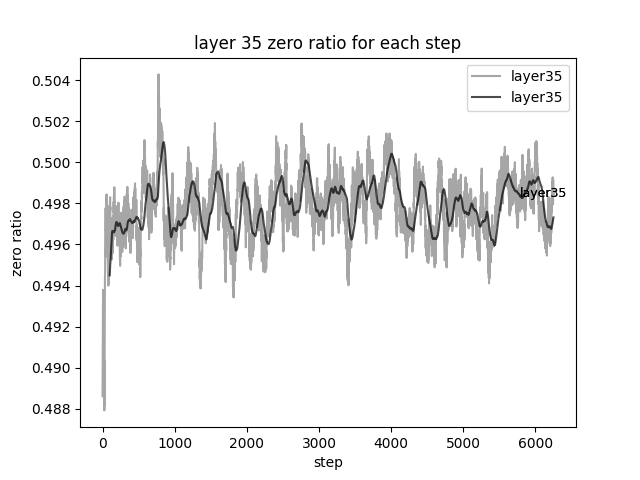 layer 35 zero ratio for each step
layer35
layer35
layer35
zero ratio
0.504
0.502
0.500
0.498
0.496
0.494
0.492
0.490
0.488
0 1000 2000 3000 4000 5000 6000
step